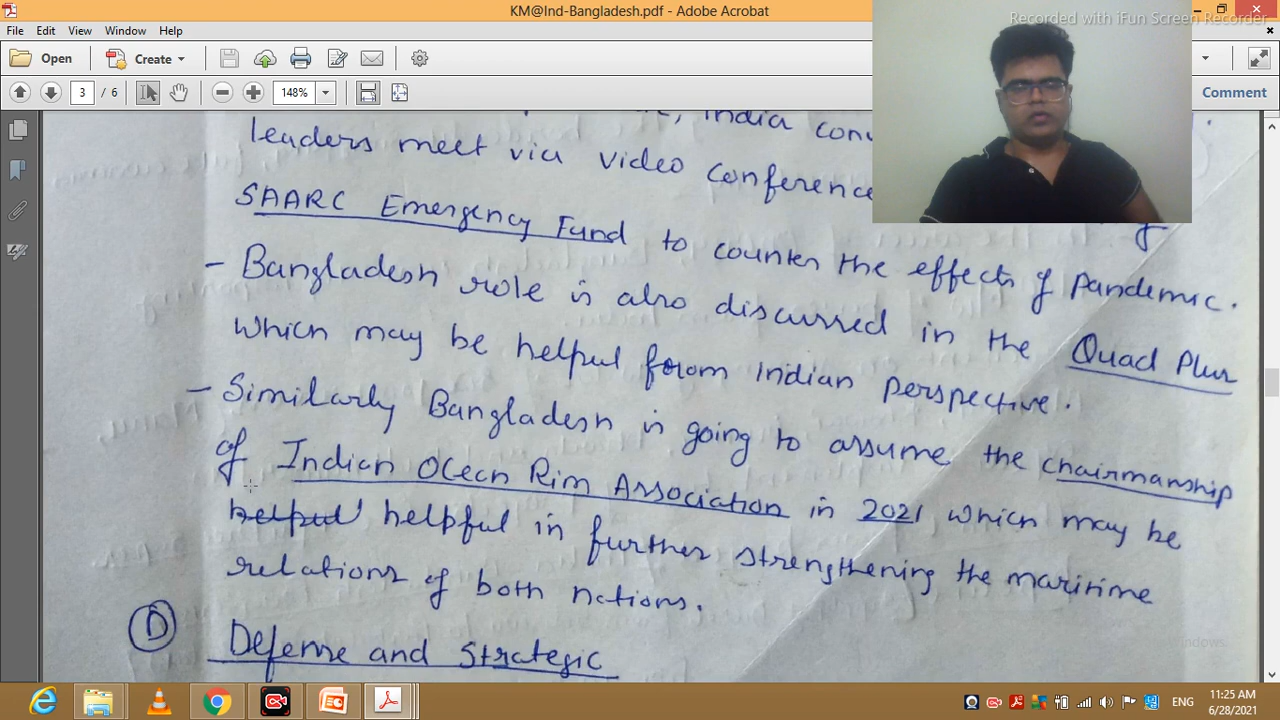 KM@Ind-Bangladesh.pdf - Adobe Acrobat
Recorded with iFun Screen Recorder
File Edit View Window Help
Open Create
3 / 6 148% Comment
India
leaders meet via video conference
SAARC Emergency Fund to counter the effects of pandemic.
- Bangladesh role is also discussed in the Quad Plus
which may be helpful from Indian perspective.
- Similarly Bangladesh is going to assume the chairmanship
of Indian Ocean Rim Association in 2021 which may be
helpful helpful in further strengthening the maritime
relations of both nations.
D Defense and Strategic
ENG 11:25 AM
6/28/2021